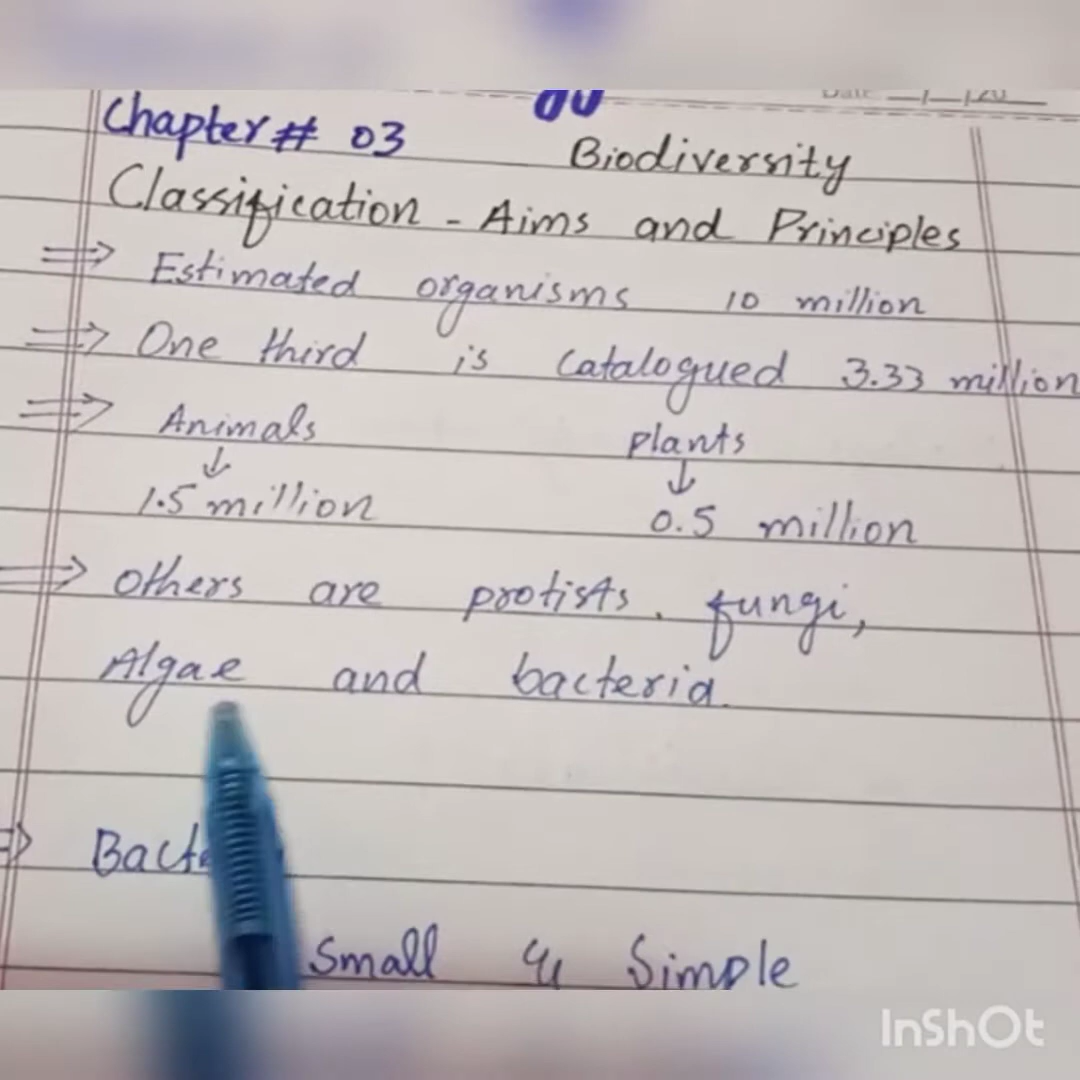 Chapter # 03 Biodiversity
Classification - Aims and Principles
⇒ Estimated organisms 10 million
⇒ One third is Catalogued 3.33 million
⇒ Animals plants
↓ ↓
1.5 million 0.5 million
⇒ others are protists, fungi,
Algae and bacteria.
⇒
Small Simple
InShOt